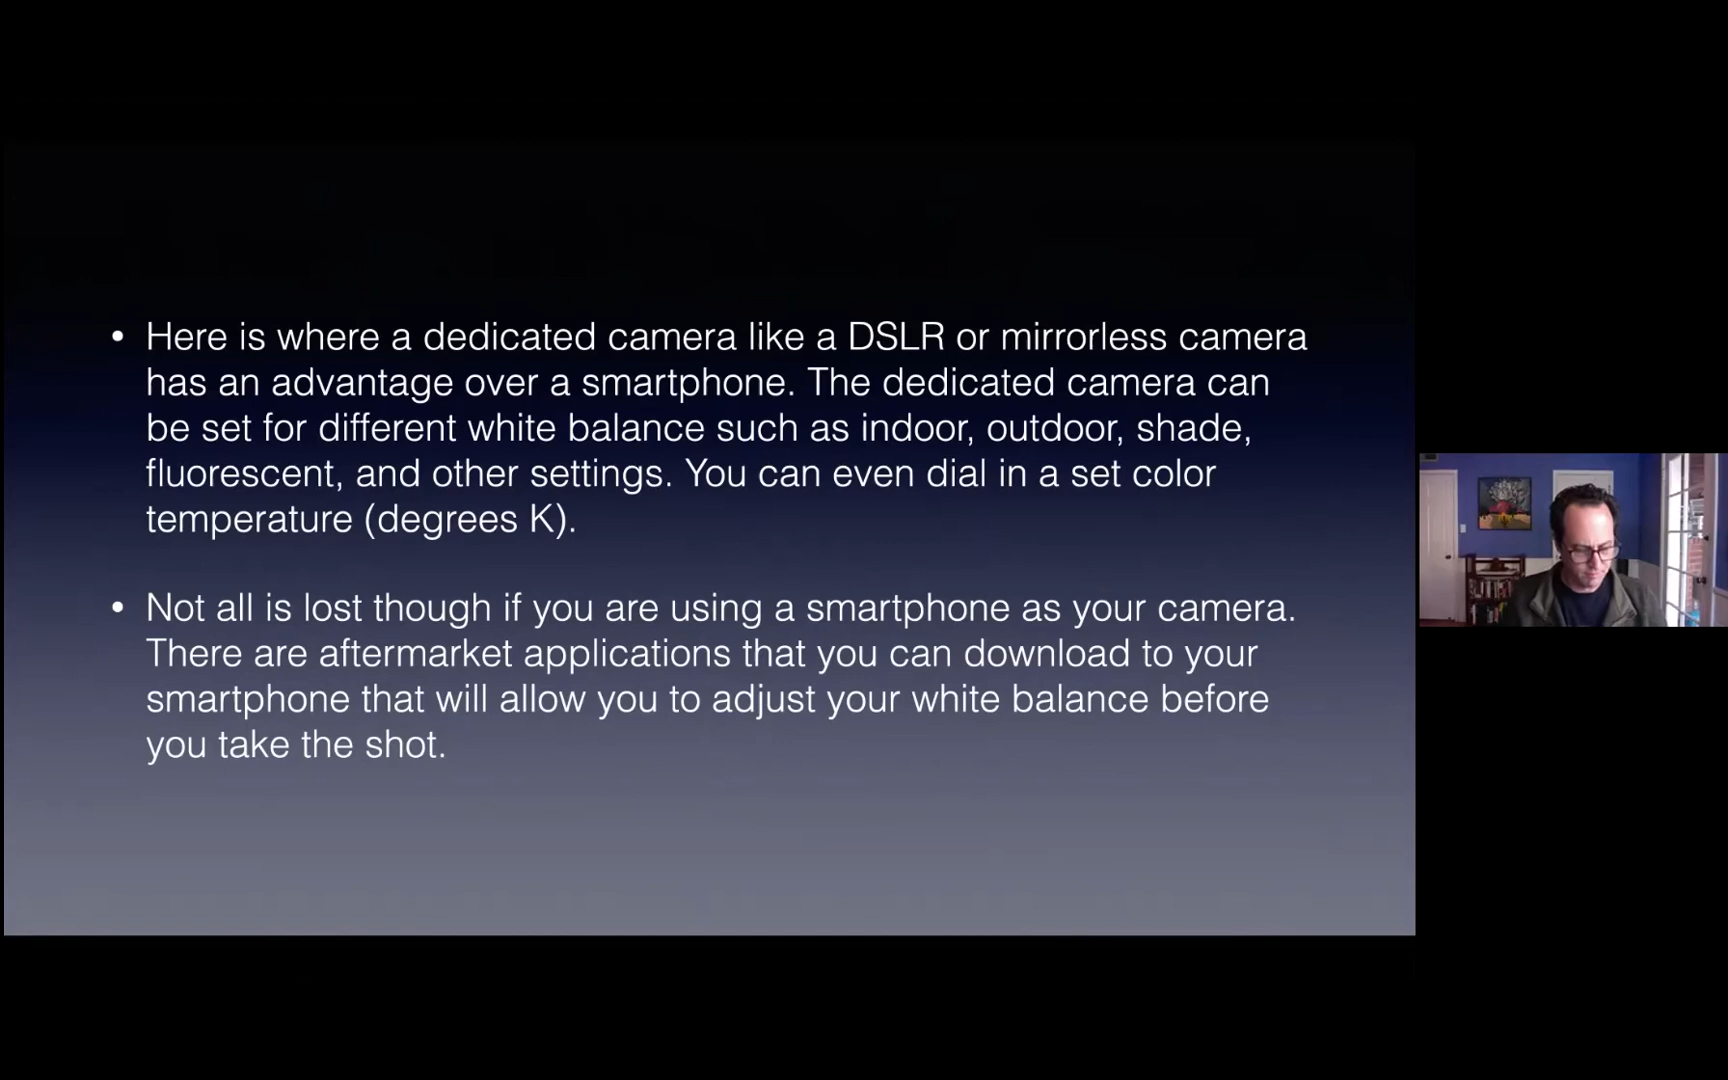 • Here is where a dedicated camera like a DSLR or mirrorless camera
has an advantage over a smartphone. The dedicated camera can
be set for different white balance such as indoor, outdoor, shade,
fluorescent, and other settings. You can even dial in a set color
temperature (degrees K).
• Not all is lost though if you are using a smartphone as your camera.
There are aftermarket applications that you can download to your
smartphone that will allow you to adjust your white balance before
you take the shot.